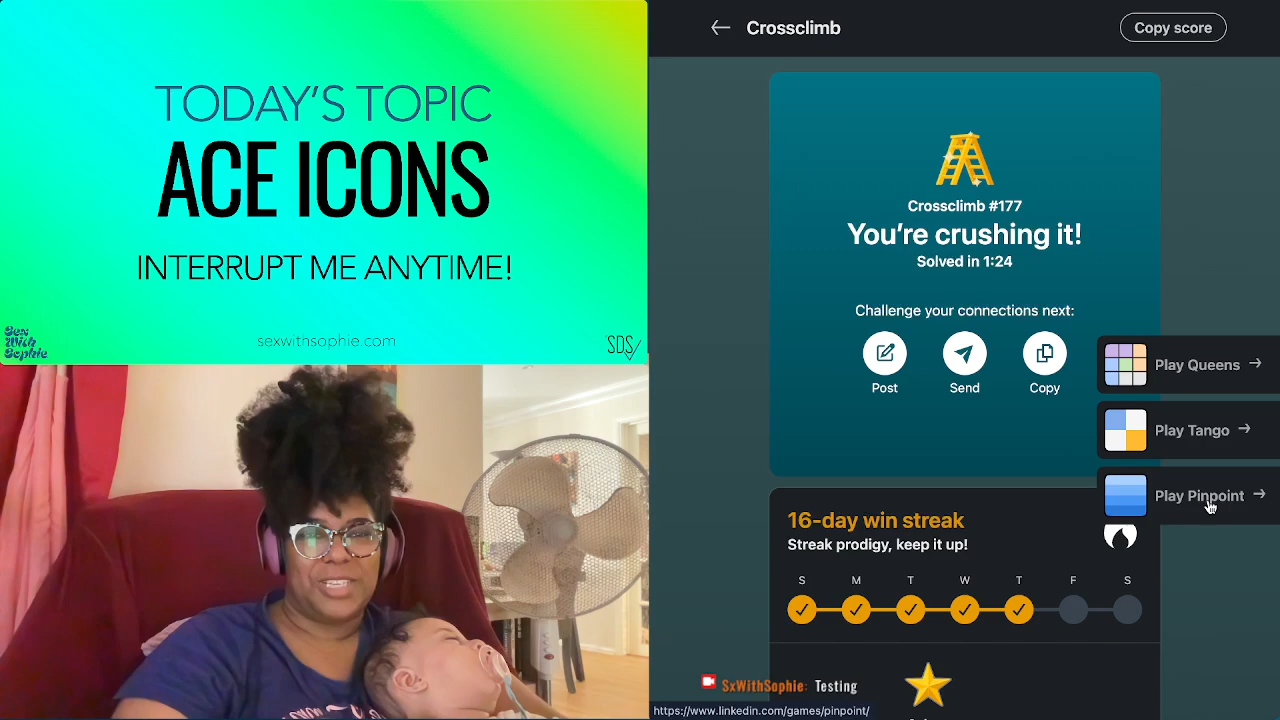 TODAY'S TOPIC
ACE ICONS
INTERRUPT ME ANYTIME!
Sex
With
Sophie
sexwithsophie.com
SDS
Crossclimb
Copy score
Crossclimb #177
You're crushing it!
Solved in 1:24
Challenge your connections next:
Post
Send
Copy
Play Queens →
Play Tango →
Play Pinpoint →
16-day win streak
Streak prodigy, keep it up!
S M T W T F S
SxWithSophie: Testing
https://www.linkedin.com/games/pinpoint/